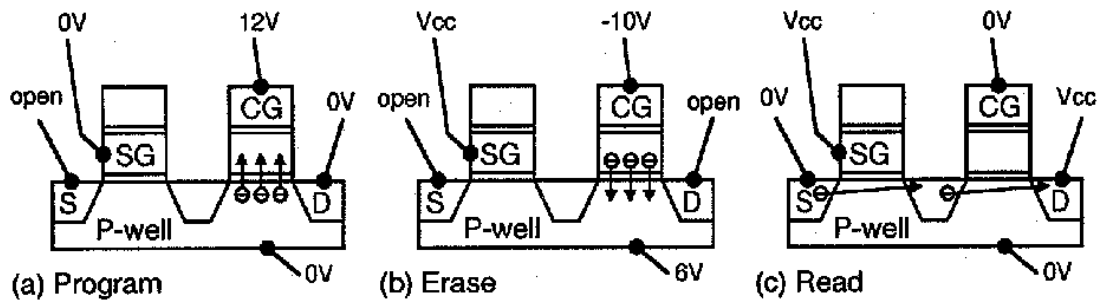 0V 12V
open CG 0V
SG
S D
P-well
0V
(a) Program
Vcc -10V
open CG open
SG
S D
P-well
6V
(b) Erase
Vcc 0V
0V CG Vcc
SG
S D
P-well
0V
(c) Read